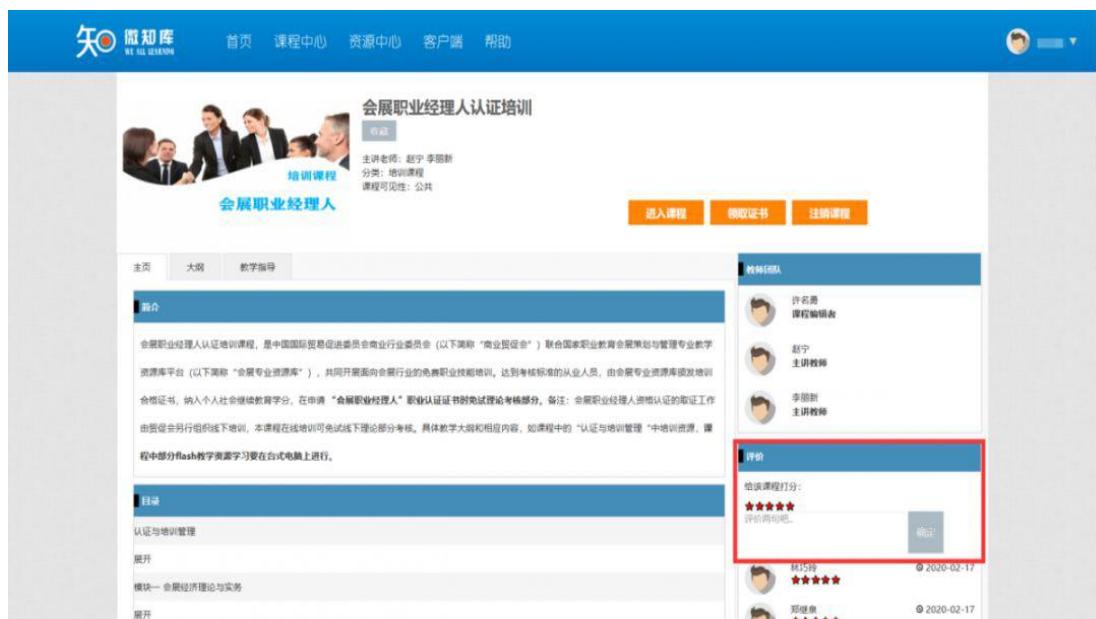 知 微知库
WE ALL LEARNING
首页 课程中心 资源中心 客户端 帮助
会展职业经理人认证培训
收藏
主讲老师：赵宁 李丽新
分类：培训课程
课程可见性：公共
培训课程
会展职业经理人
进入课程 领取证书 注销课程
主页 大纲 教学指导
简介
会展职业经理人认证培训课程，是中国国际贸易促进委员会商业行业委员会（以下简称“商业贸促会”）联合国家职业教育会展策划与管理专业教学
资源库平台（以下简称“会展专业资源库”），共同开展面向会展行业的免费职业技能培训。达到考核标准的从业人员，由会展专业资源库颁发培训
合格证书，纳入个人社会继续教育学分，在申请“会展职业经理人”职业认证证书时免试理论考核部分。备注：会展职业经理人资格认证的取证工作
由贸促会另行组织线下培训，本课程在线培训可免试线下理论部分考核。具体教学大纲和相应内容，如课程中的“认证与培训管理“中培训资源，课
程中部分flash教学资源学习要在台式电脑上进行。
目录
认证与培训管理
展开
模块一 会展经济理论与实务
展开
教师团队
许名勇
课程编辑者
赵宁
主讲教师
李丽新
主讲教师
评价
给该课程打分：
评价两句吧..
确定
林巧玲 2020-02-17
郑继泉 2020-02-17